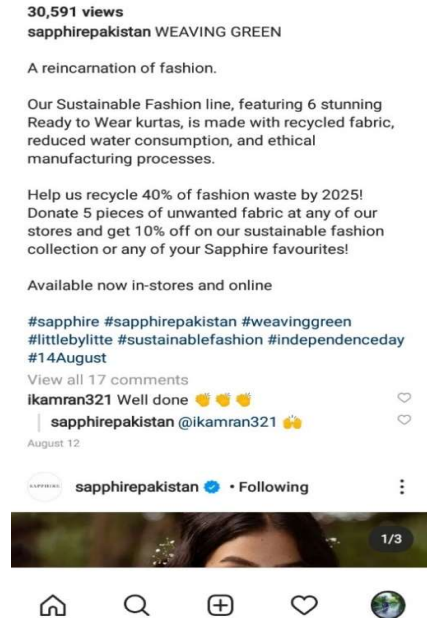 30,591 views
sapphirepakistan WEAVING GREEN
A reincarnation of fashion.
Our Sustainable Fashion line, featuring 6 stunning
Ready to Wear kurtas, is made with recycled fabric,
reduced water consumption, and ethical
manufacturing processes.
Help us recycle 40% of fashion waste by 2025!
Donate 5 pieces of unwanted fabric at any of our
stores and get 10% off on our sustainable fashion
collection or any of your Sapphire favourites!
Available now in-stores and online
#sapphire #sapphirepakistan #weavinggreen
#littlebylitte #sustainablefashion #independenceday
#14August
View all 17 comments
ikamran321 Well done 👏👏👏
sapphirepakistan @ikamran321 🙌
August 12
SAPPHIRE
sapphirepakistan • Following
1/3